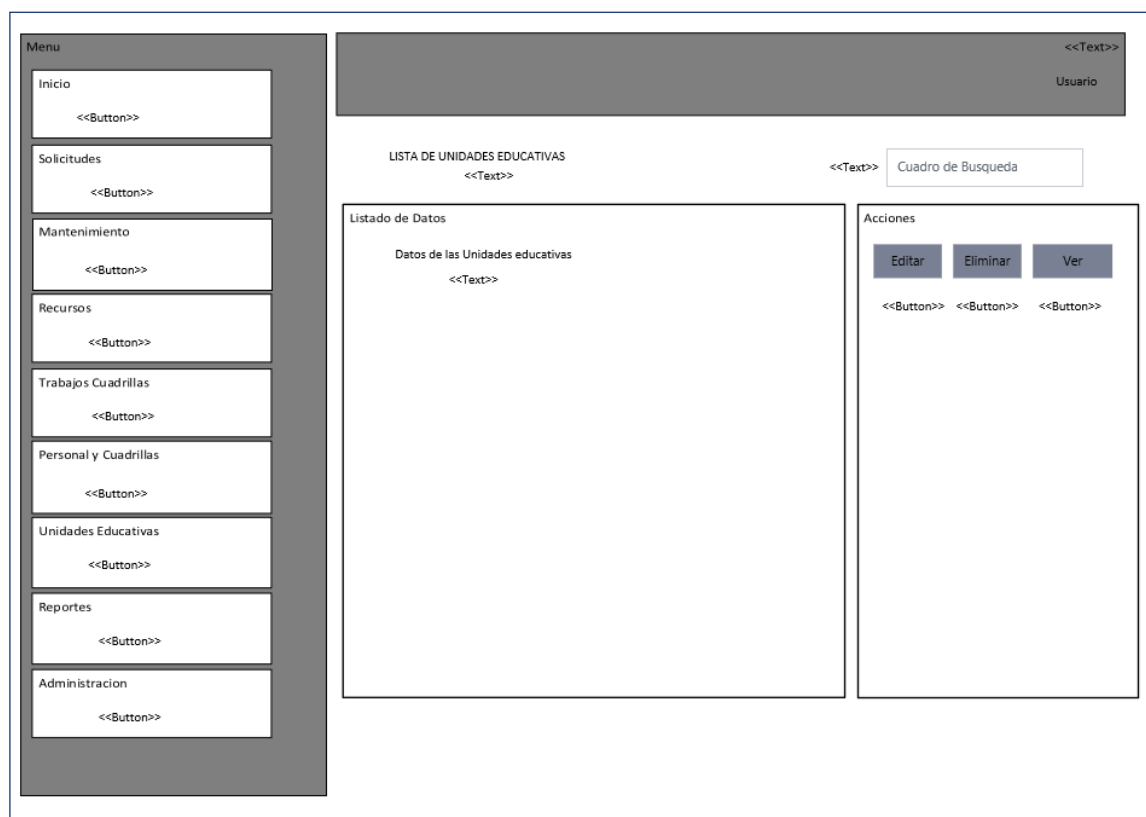 Menu
Inicio
<<Button>>
Solicitudes
<<Button>>
Mantenimiento
<<Button>>
Recursos
<<Button>>
Trabajos Cuadrillas
<<Button>>
Personal y Cuadrillas
<<Button>>
Unidades Educativas
<<Button>>
Reportes
<<Button>>
Administracion
<<Button>>
<<Text>>
Usuario
LISTA DE UNIDADES EDUCATIVAS
<<Text>>
<<Text>> Cuadro de Busqueda
Listado de Datos
Datos de las Unidades educativas
<<Text>>
Acciones
Editar Eliminar Ver
<<Button>> <<Button>> <<Button>>